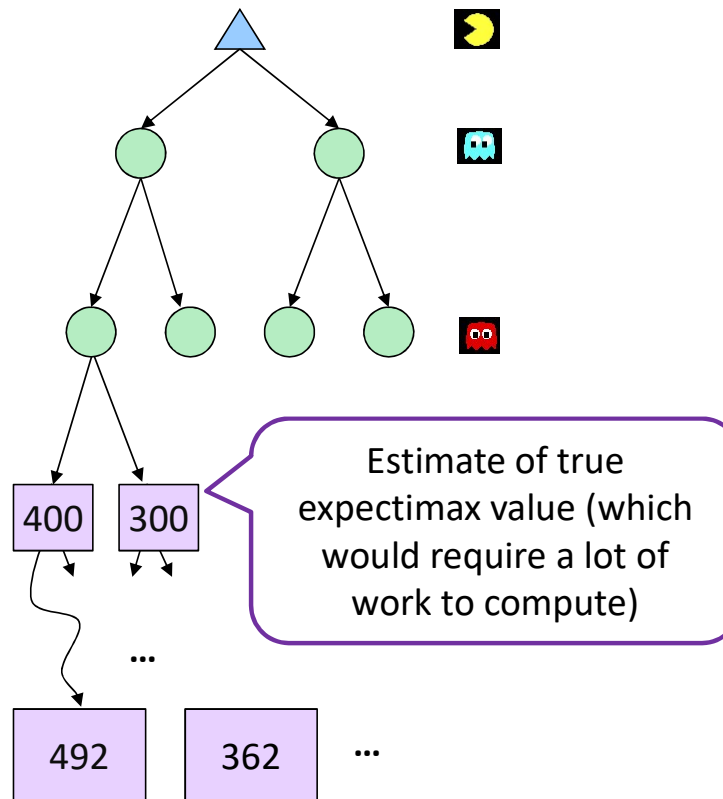 400 300
Estimate of true
expectimax value (which
would require a lot of
work to compute)
...
492 362 ...